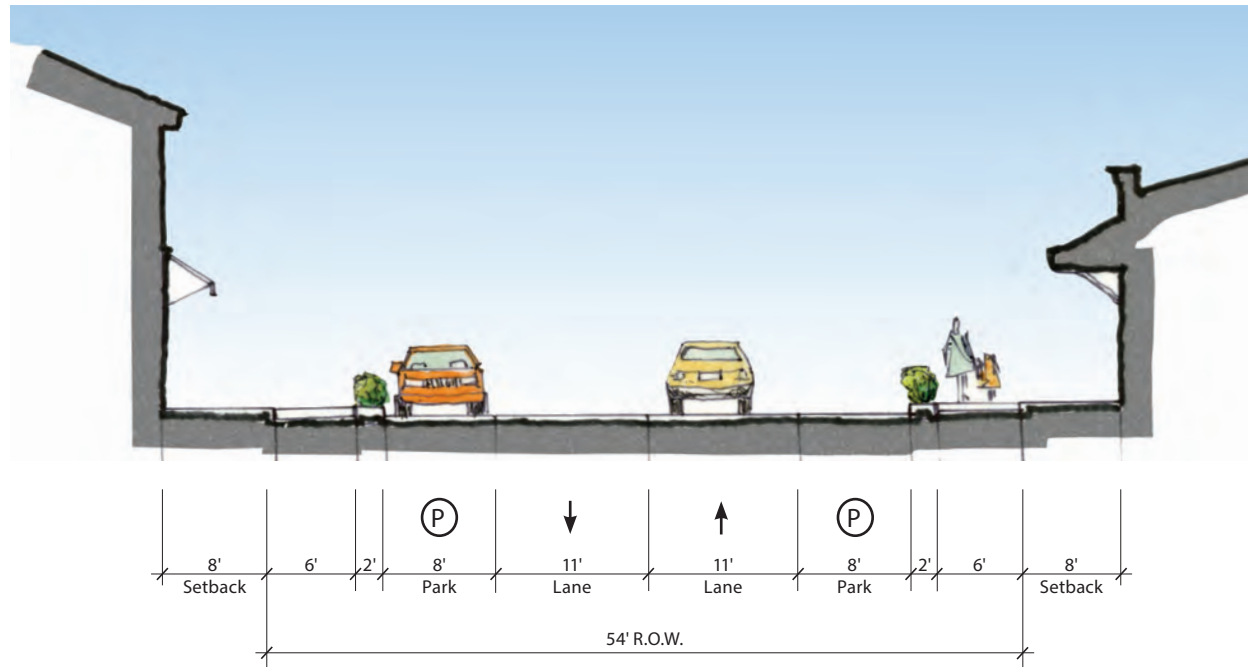 P P
8' 6' 2' 8' 11' 11' 8' 2' 6' 8'
Setback Park Lane Lane Park Setback
54' R.O.W.